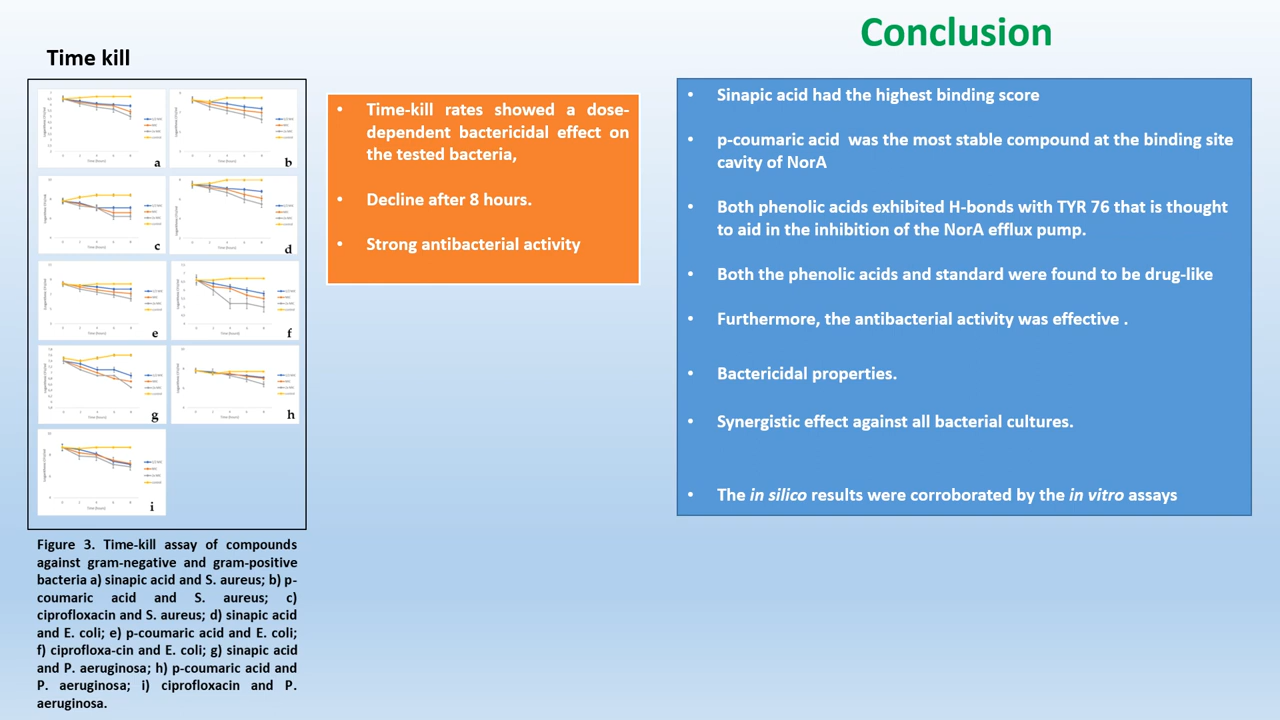 Conclusion
Time kill
a
b
c
d
e
f
g
h
i
Time (hours)
Figure 3. Time-kill assay of compounds
against gram-negative and gram-positive
bacteria a) sinapic acid and S. aureus; b) p-
coumaric acid and S. aureus; c)
ciprofloxacin and S. aureus; d) sinapic acid
and E. coli; e) p-coumaric acid and E. coli;
f) ciprofloxa-cin and E. coli; g) sinapic acid
and P. aeruginosa; h) p-coumaric acid and
P. aeruginosa; i) ciprofloxacin and P.
aeruginosa.
• Time-kill rates showed a dose-
dependent bactericidal effect on
the tested bacteria,
• Decline after 8 hours.
• Strong antibacterial activity
• Sinapic acid had the highest binding score
• p-coumaric acid was the most stable compound at the binding site
cavity of NorA
• Both phenolic acids exhibited H-bonds with TYR 76 that is thought
to aid in the inhibition of the NorA efflux pump.
• Both the phenolic acids and standard were found to be drug-like
• Furthermore, the antibacterial activity was effective .
• Bactericidal properties.
• Synergistic effect against all bacterial cultures.
• The in silico results were corroborated by the in vitro assays